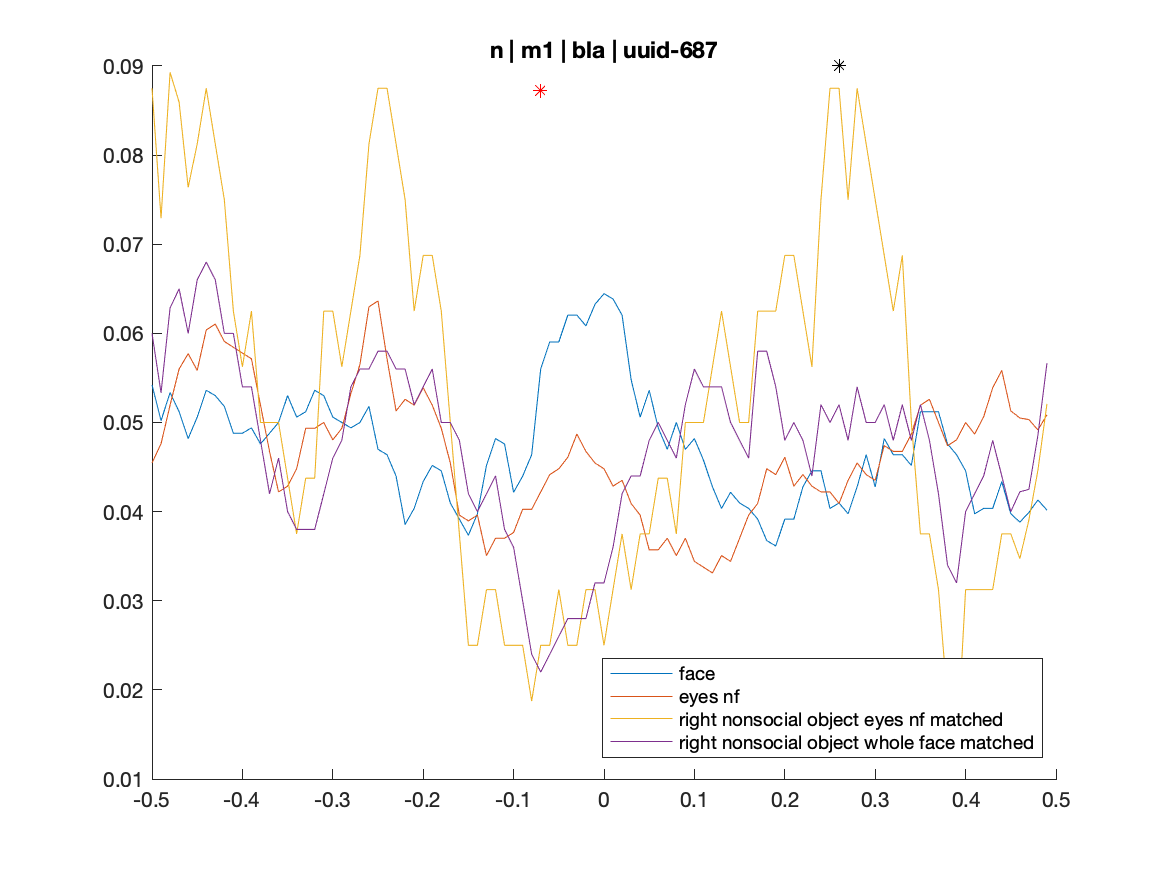 n | m1 | bla | uuid-687
0.09
0.08
0.07
0.06
0.05
0.04
0.03
0.02
0.01
face
eyes nf
right nonsocial object eyes nf matched
right nonsocial object whole face matched
-0.5 -0.4 -0.3 -0.2 -0.1 0 0.1 0.2 0.3 0.4 0.5